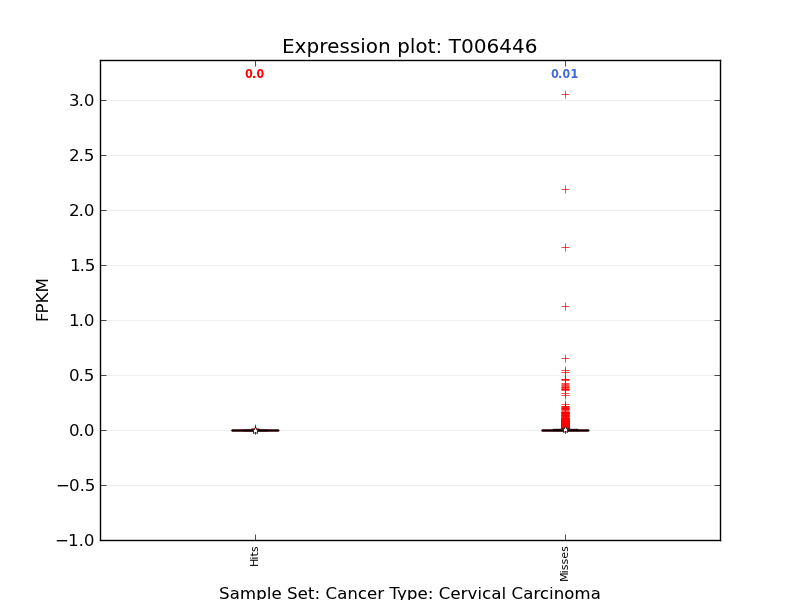 Expression plot: T006446
0.0
0.01
3.0
2.5
2.0
1.5
1.0
0.5
0.0
−0.5
−1.0
FPKM
Hits
Misses
Sample Set: Cancer Type: Cervical Carcinoma